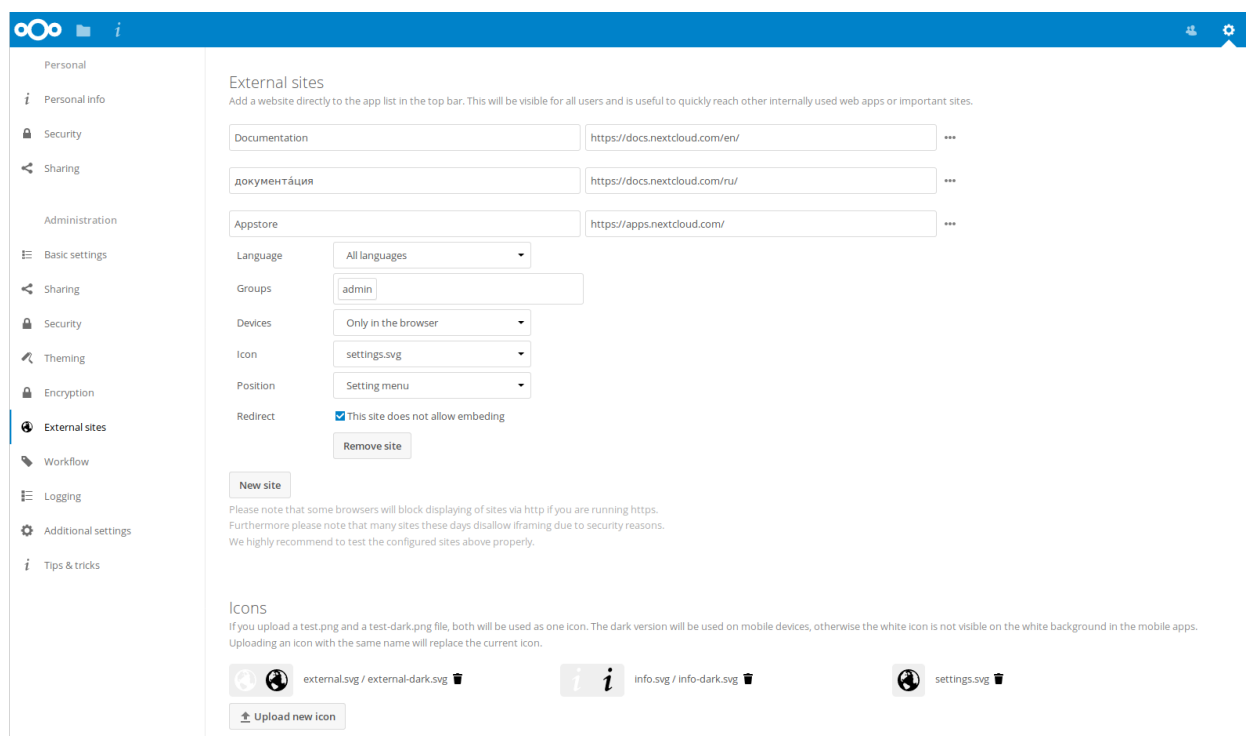 Personal
Personal info
Security
Sharing
Administration
Basic settings
Sharing
Security
Theming
Encryption
External sites
Workflow
Logging
Additional settings
Tips & tricks
External sites
Add a website directly to the app list in the top bar. This will be visible for all users and is useful to quickly reach other internally used web apps or important sites.
Documentation https://docs.nextcloud.com/en/
документáция https://docs.nextcloud.com/ru/
Appstore https://apps.nextcloud.com/
Language All languages
Groups admin
Devices Only in the browser
Icon settings.svg
Position Setting menu
Redirect This site does not allow embeding
Remove site
New site
Please note that some browsers will block displaying of sites via http if you are running https.
Furthermore please note that many sites these days disallow iframing due to security reasons.
We highly recommend to test the configured sites above properly.
Icons
If you upload a test.png and a test-dark.png file, both will be used as one icon. The dark version will be used on mobile devices, otherwise the white icon is not visible on the white background in the mobile apps.
Uploading an icon with the same name will replace the current icon.
external.svg / external-dark.svg info.svg / info-dark.svg settings.svg
Upload new icon